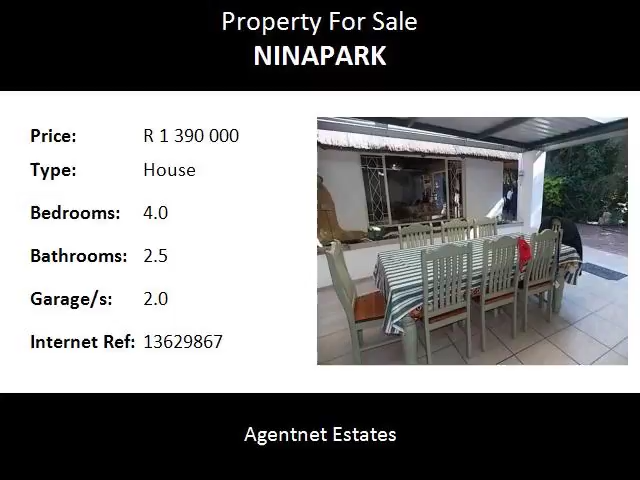 Property For Sale
NINAPARK
Price: R 1 390 000
Type: House
Bedrooms: 4.0
Bathrooms: 2.5
Garage/s: 2.0
Internet Ref: 13629867
Agentnet Estates